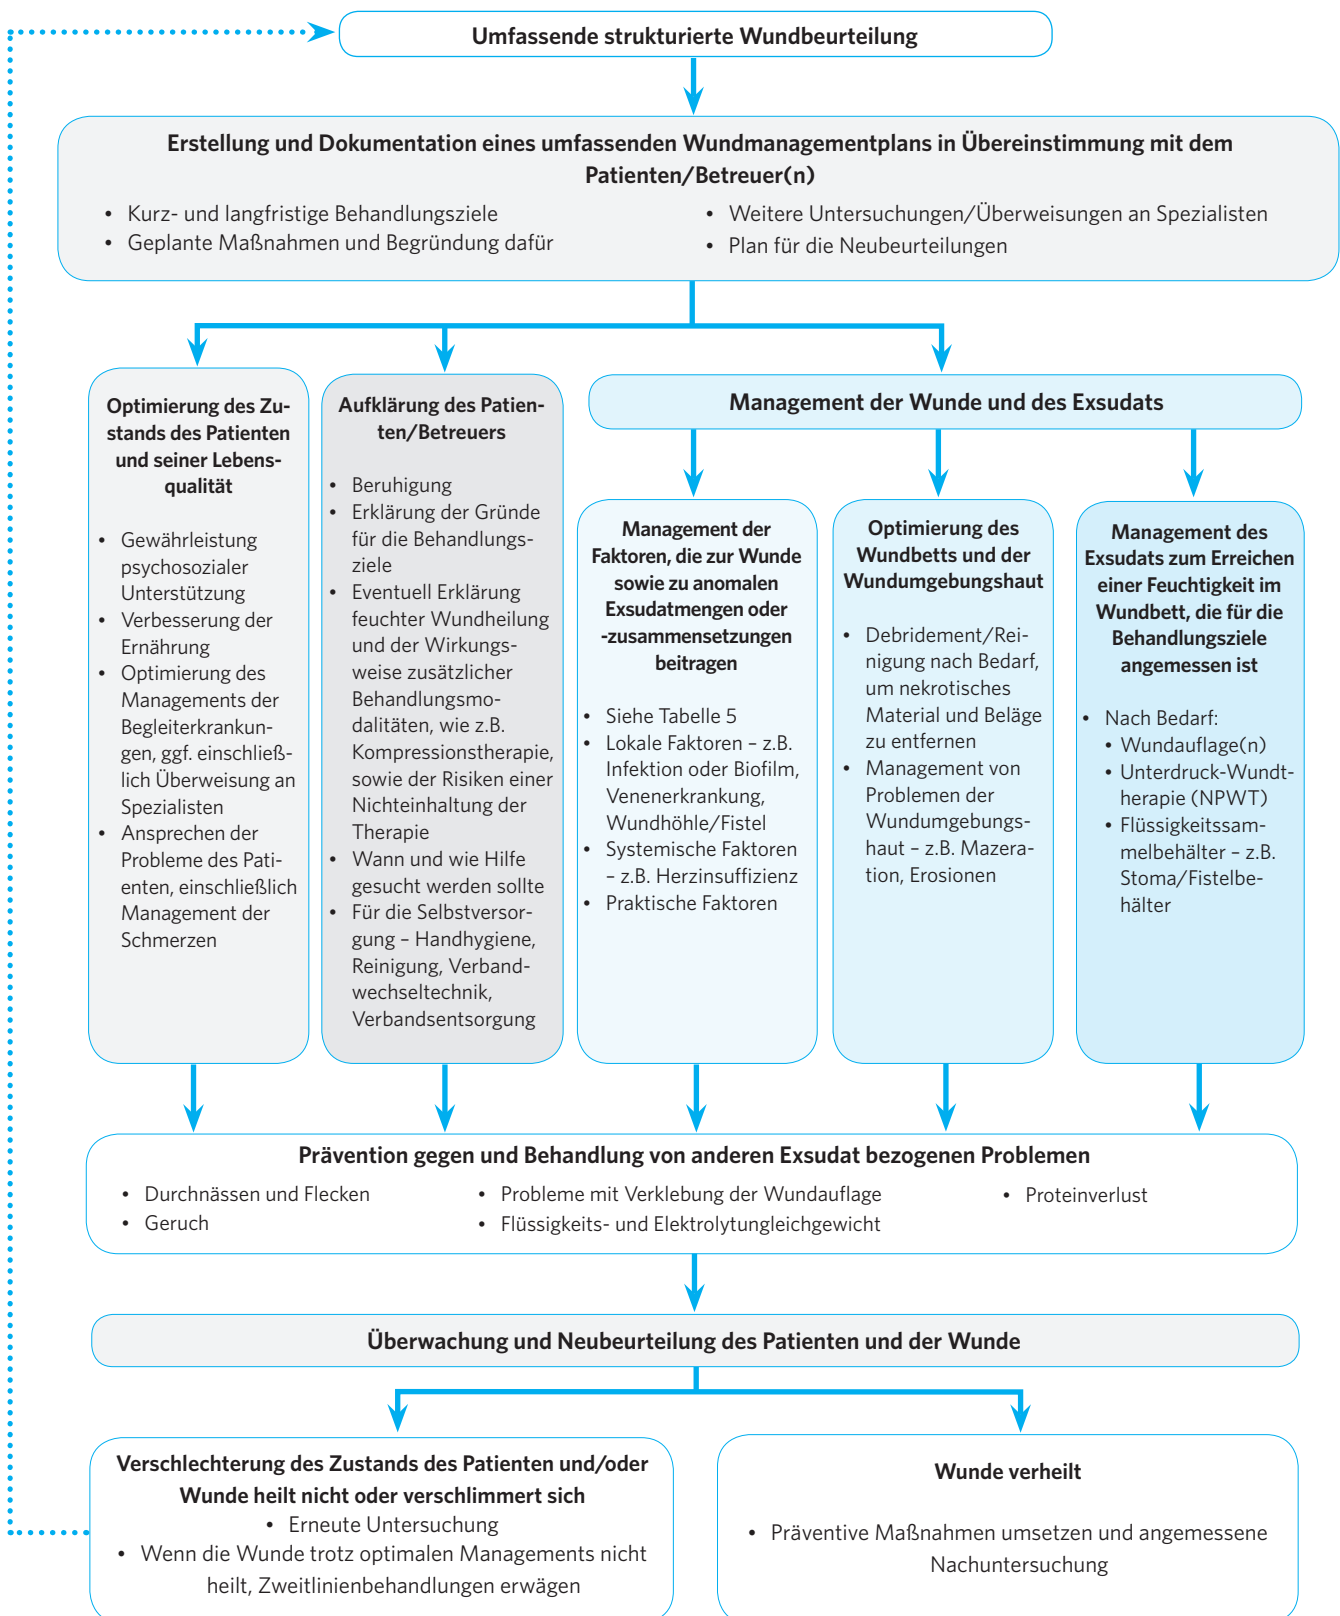 Umfassende strukturierte Wundbeurteilung
Erstellung und Dokumentation eines umfassenden Wundmanagementplans in Übereinstimmung mit dem
Patienten/Betreuer(n)
• Kurz- und langfristige Behandlungsziele
• Geplante Maßnahmen und Begründung dafür
• Weitere Untersuchungen/Überweisungen an Spezialisten
• Plan für die Neubeurteilungen
Optimierung des Zu-
stands des Patienten
und seiner Lebens-
qualität
• Gewährleistung
psychosozialer
Unterstützung
• Verbesserung der
Ernährung
• Optimierung des
Managements der
Begleiterkrankun-
gen, ggf. einschließ-
lich Überweisung an
Spezialisten
• Ansprechen der
Probleme des Pati-
enten, einschließlich
Management der
Schmerzen
Aufklärung des Patien-
ten/Betreuers
• Beruhigung
• Erklärung der Gründe
für die Behandlungs-
ziele
• Eventuell Erklärung
feuchter Wundheilung
und der Wirkungs-
weise zusätzlicher
Behandlungsmo-
dalitäten, wie z.B.
Kompressionstherapie,
sowie der Risiken einer
Nichteinhaltung der
Therapie
• Wann und wie Hilfe
gesucht werden sollte
• Für die Selbstversor-
gung – Handhygiene,
Reinigung, Verband-
wechseltechnik,
Verbandsentsorgung
Management der Wunde und des Exsudats
Management der
Faktoren, die zur Wunde
sowie zu anomalen
Exsudatmengen oder
-zusammensetzungen
beitragen
• Siehe Tabelle 5
• Lokale Faktoren – z.B.
Infektion oder Biofilm,
Venenerkrankung,
Wundhöhle/Fistel
• Systemische Faktoren
– z.B. Herzinsuffizienz
• Praktische Faktoren
Optimierung des
Wundbetts und der
Wundumgebungshaut
• Debridement/Rei-
nigung nach Bedarf,
um nekrotisches
Material und Beläge
zu entfernen
• Management von
Problemen der
Wundumgebungs-
haut – z.B. Mazera-
tion, Erosionen
Management des
Exsudats zum Erreichen
einer Feuchtigkeit im
Wundbett, die für die
Behandlungsziele
angemessen ist
• Nach Bedarf:
• Wundauflage(n)
• Unterdruck-Wundt-
herapie (NPWT)
• Flüssigkeitssam-
melbehälter – z.B.
Stoma/Fistelbe-
hälter
Prävention gegen und Behandlung von anderen Exsudat bezogenen Problemen
• Durchnässen und Flecken
• Geruch
• Probleme mit Verklebung der Wundauflage
• Flüssigkeits- und Elektrolytungleichgewicht
• Proteinverlust
Überwachung und Neubeurteilung des Patienten und der Wunde
Verschlechterung des Zustands des Patienten und/oder
Wunde heilt nicht oder verschlimmert sich
• Erneute Untersuchung
• Wenn die Wunde trotz optimalen Managements nicht
heilt, Zweitlinienbehandlungen erwägen
Wunde verheilt
• Präventive Maßnahmen umsetzen und angemessene
Nachuntersuchung